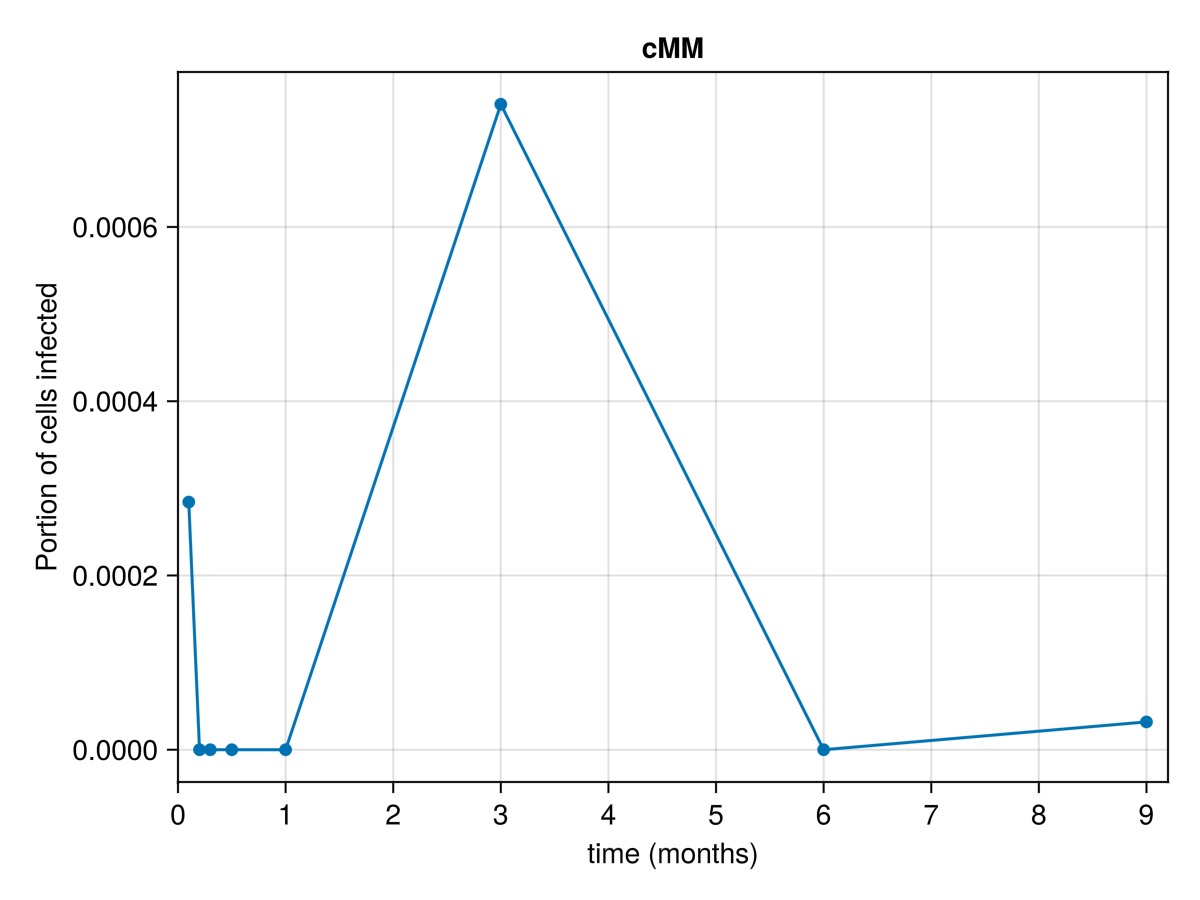 cMM
Portion of cells infected
0.0006
0.0004
0.0002
0.0000
0 1 2 3 4 5 6 7 8 9
time (months)